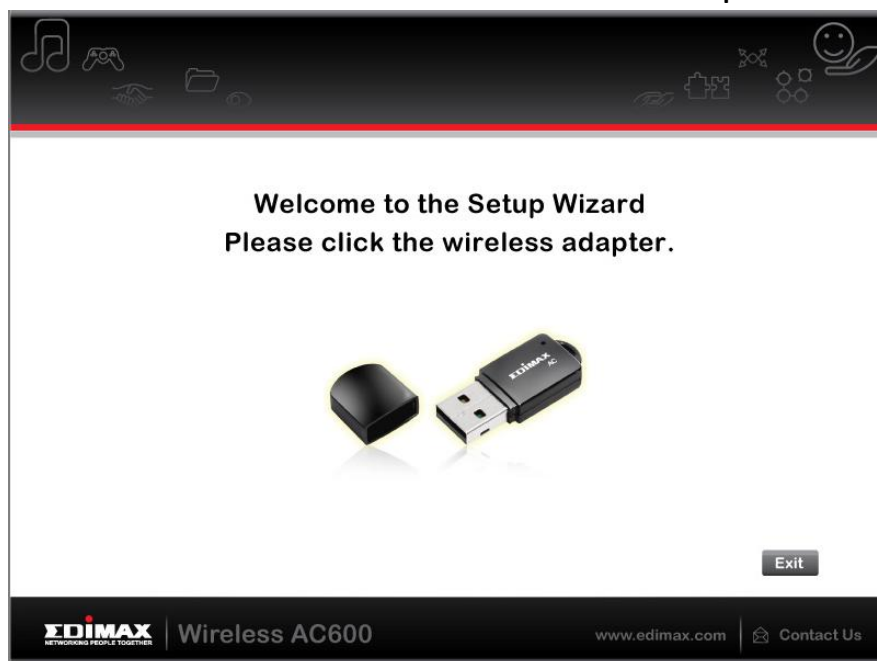 Welcome to the Setup Wizard
Please click the wireless adapter.
EDIMAX
AC
Exit
EDIMAX
NETWORKING PEOPLE TOGETHER
Wireless AC600
www.edimax.com
Contact Us